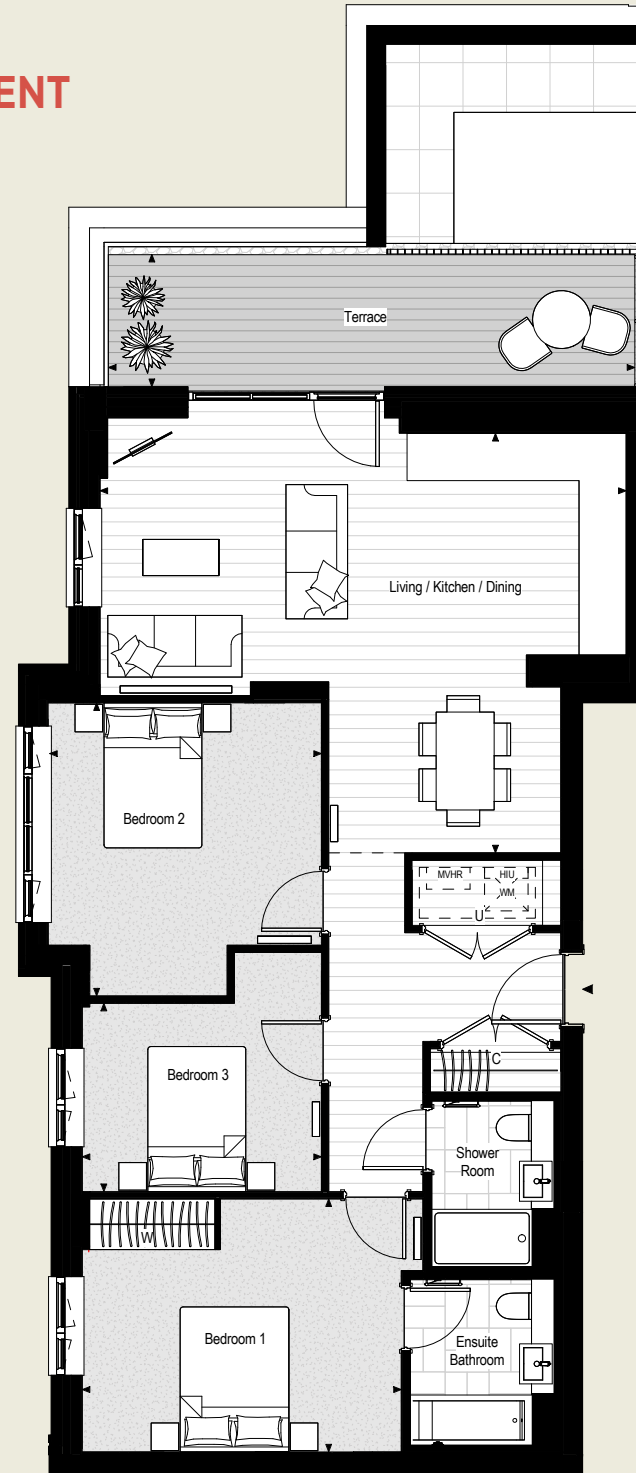 ENT
Terrace
Living / Kitchen / Dining
Bedroom 2
MVHR
HIU
WM
U
C
Bedroom 3
Shower
Room
W
Bedroom 1
Ensuite
Bathroom